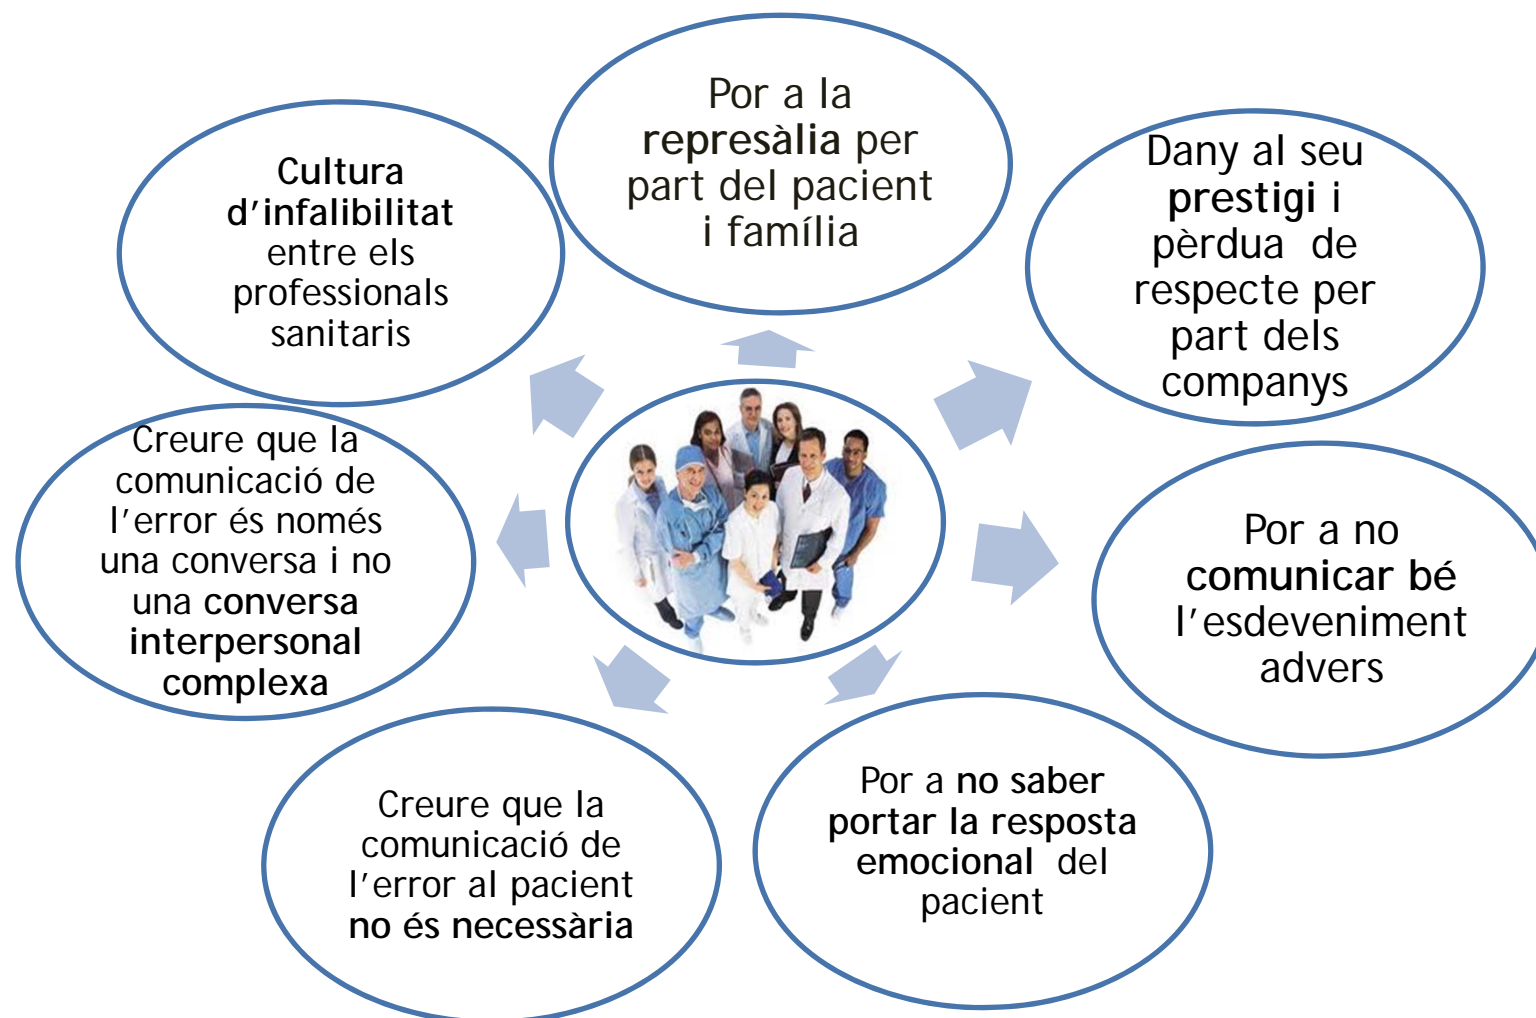 Por a la
represàlia per
part del pacient
i família
Dany al seu
prestigi i
pèrdua de
respecte per
part dels
companys
Por a no
comunicar bé
l'esdeveniment
advers
Por a no saber
portar la resposta
emocional del
pacient
Creure que la
comunicació de
l'error al pacient
no és necessària
Creure que la
comunicació de
l'error és només
una conversa i no
una conversa
interpersonal
complexa
Cultura
d'infalibilitat
entre els
professionals
sanitaris